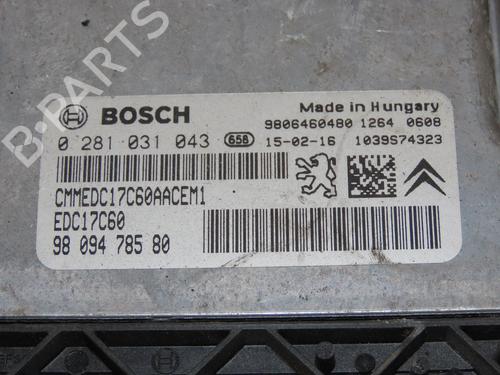 B-PARTS
BOSCH
Made in Hungary
9806460480 1264 0608
0 281 031 043 658 15-02-16 1039S74323
CMMEDC17C60AACEM1
EDC17C60
98 094 785 80